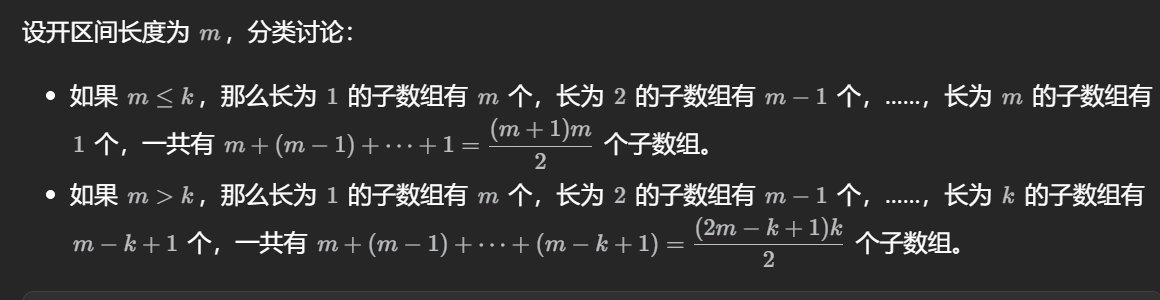 设开区间长度为 m，分类讨论：
• 如果 m ≤ k，那么长为 1 的子数组有 m 个，长为 2 的子数组有 m − 1 个，……，长为 m 的子数组有
1 个，一共有 m + (m − 1) + ⋯ + 1 = \frac{(m + 1)m}{2} 个子数组。
• 如果 m > k，那么长为 1 的子数组有 m 个，长为 2 的子数组有 m − 1 个，……，长为 k 的子数组有
m − k + 1 个，一共有 m + (m − 1) + ⋯ + (m − k + 1) = \frac{(2m − k + 1)k}{2} 个子数组。